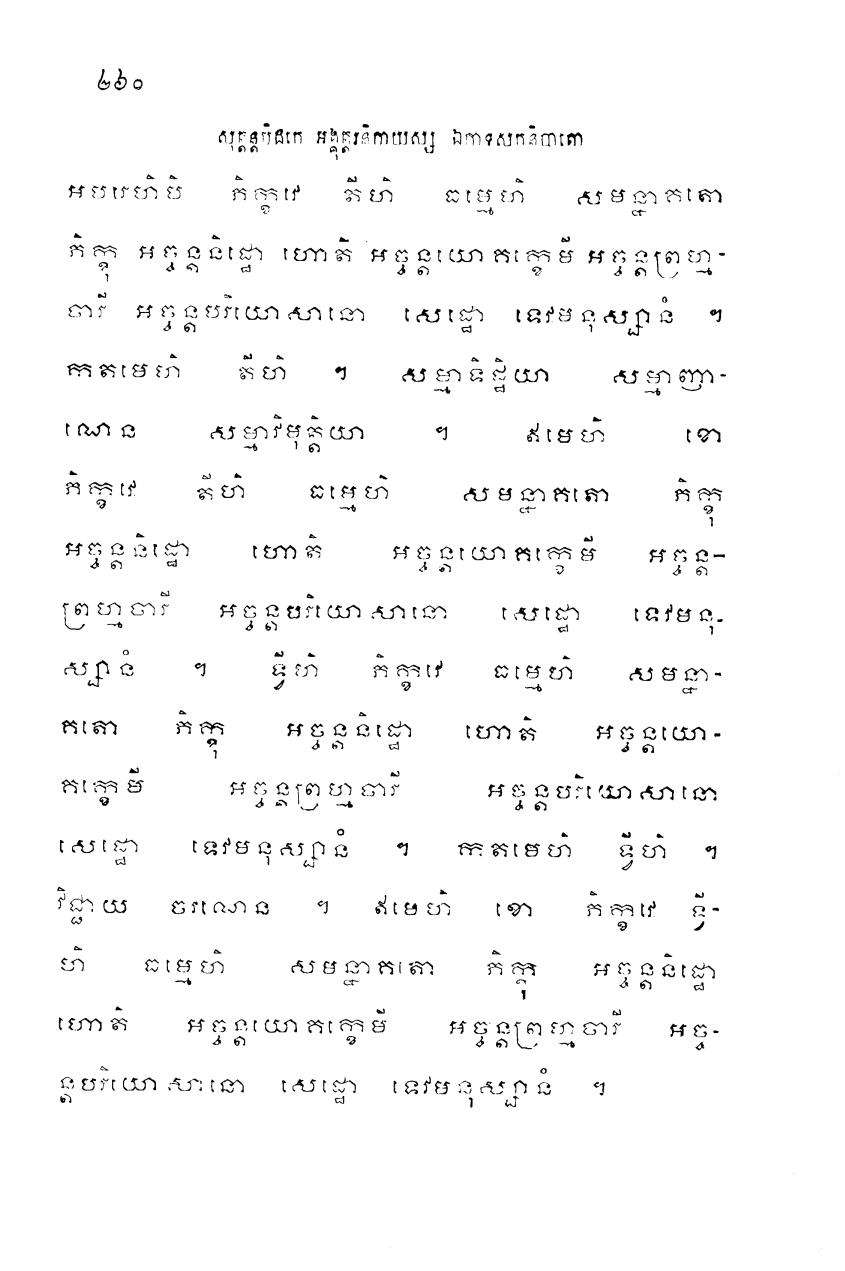 ២៦០
សុត្តន្តបិដកេ អង្គុត្តរនិកាយស្ស ឯកាទសកនិបាតោ
អបរេហិបិ ភិក្ខវេ តីហិ ធម្មេហិ សមន្នាគតោ
ភិក្ខុ អច្ចន្តនិដ្ឋោ ហោតិ អច្ចន្តយោគក្ខេមី អច្ចន្តព្រហ្ម-
ចារី អច្ចន្តបរិយោសានោ សេដ្ឋោ ទេវមនុស្សានំ ។
កតមេហិ តីហិ ។ សម្មាទិដ្ឋិយា សម្មាញា-
ណេន សម្មាវិមុត្តិយា ។ ឥមេហិ ខោ
ភិក្ខវេ តីហិ ធម្មេហិ សមន្នាគតោ ភិក្ខុ
អច្ចន្តនិដ្ឋោ ហោតិ អច្ចន្តយោគក្ខេមី អច្ចន្ត-
ព្រហ្មចារី អច្ចន្តបរិយោសានោ សេដ្ឋោ ទេវមនុ-
ស្សានំ ។ ទ្វីហិ ភិក្ខវេ ធម្មេហិ សមន្នា-
គតោ ភិក្ខុ អច្ចន្តនិដ្ឋោ ហោតិ អច្ចន្តយោ-
គក្ខេមី អច្ចន្តព្រហ្មចារី អច្ចន្តបរិយោសានោ
សេដ្ឋោ ទេវមនុស្សានំ ។ កតមេហិ ទ្វីហិ ។
វិជ្ជាយ ចរណេន ។ ឥមេហិ ខោ ភិក្ខវេ ទ្វី-
ហិ ធម្មេហិ សមន្នាគតោ ភិក្ខុ អច្ចន្តនិដ្ឋោ
ហោតិ អច្ចន្តយោគក្ខេមី អច្ចន្តព្រហ្មចារី អច្ច-
ន្តបរិយោសានោ សេដ្ឋោ ទេវមនុស្សានំ ។